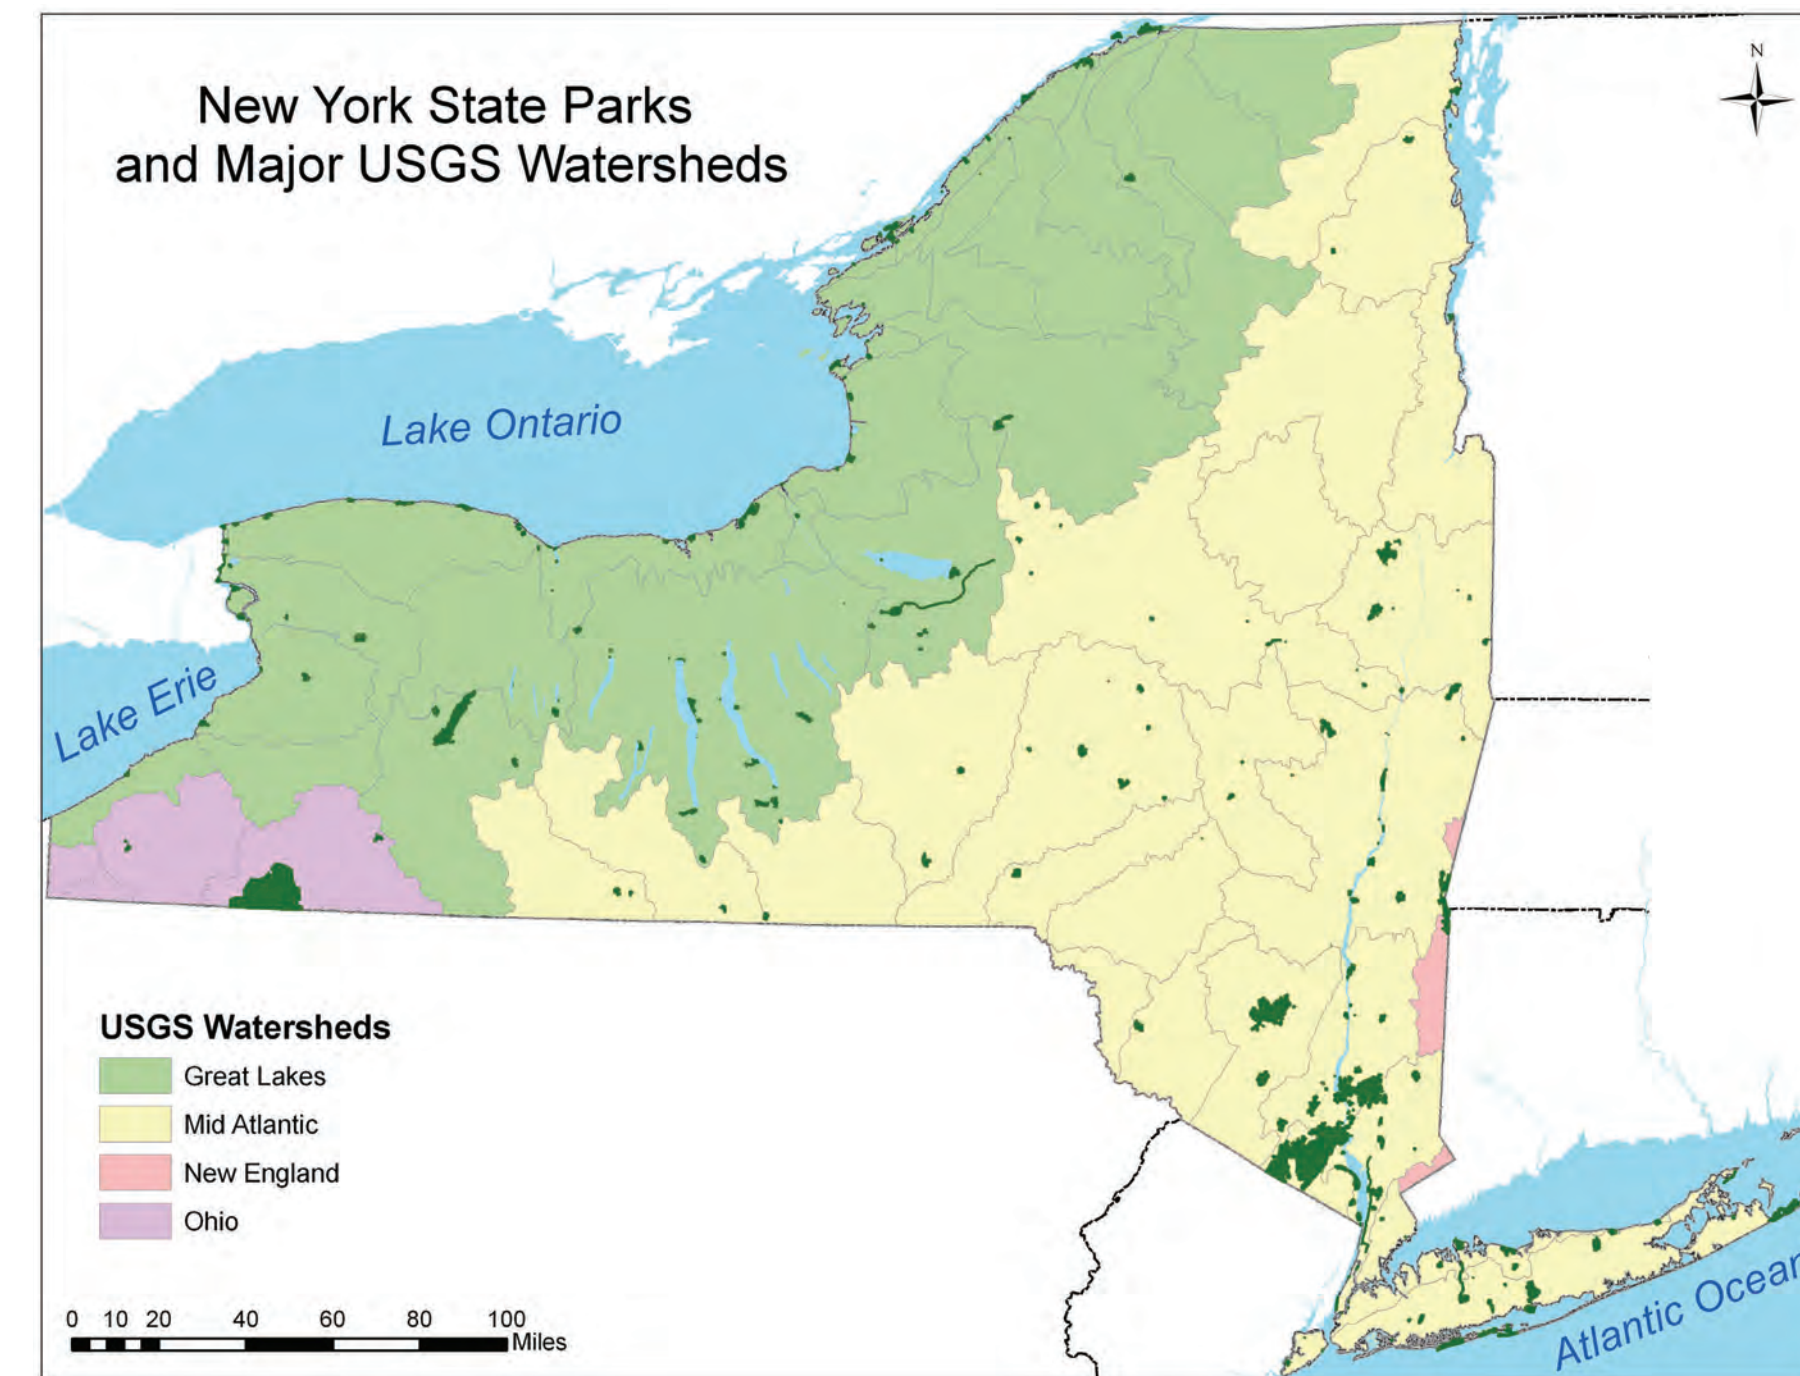 New York State Parks
and Major USGS Watersheds
N
Lake Ontario
Lake Erie
USGS Watersheds
Great Lakes
Mid Atlantic
New England
Ohio
0 10 20 40 60 80 100
Miles
Atlantic Ocean